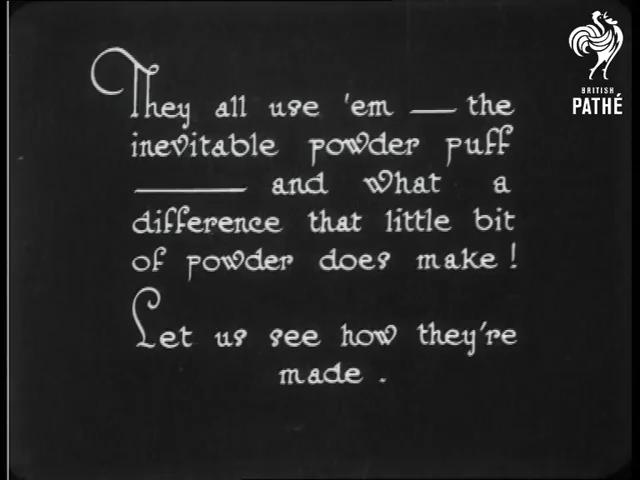 BRITISH
PATHÉ
They all use 'em — the
inevitable powder puff
—— and what a
difference that little bit
of powder does make!
Let us see how they're
made.